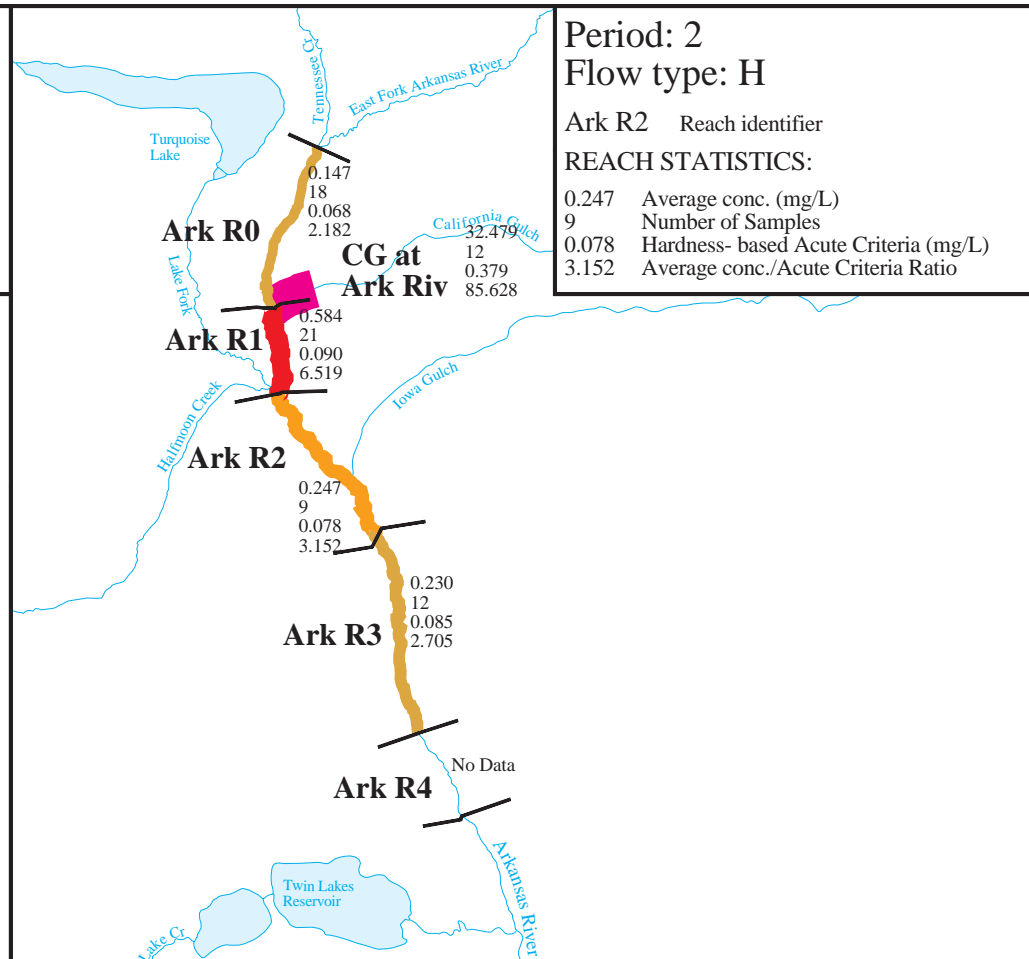 Period: 2
Flow type: H
Ark R2 Reach identifier
REACH STATISTICS:
0.247 Average conc. (mg/L)
9 Number of Samples
0.078 Hardness- based Acute Criteria (mg/L)
3.152 Average conc./Acute Criteria Ratio
Tennessee Cr
East Fork Arkansas River
Turquoise
Lake
0.147
18
0.068
2.182
Ark R0
California Gulch
32.479
12
0.379
85.628
CG at
Ark Riv
Lake Fork
Ark R1
0.584
21
0.090
6.519
Iowa Gulch
Halfmoon Creek
Ark R2
0.247
9
0.078
3.152
0.230
12
0.085
2.705
Ark R3
No Data
Ark R4
Arkansas River
Twin Lakes
Reservoir
Lake Cr